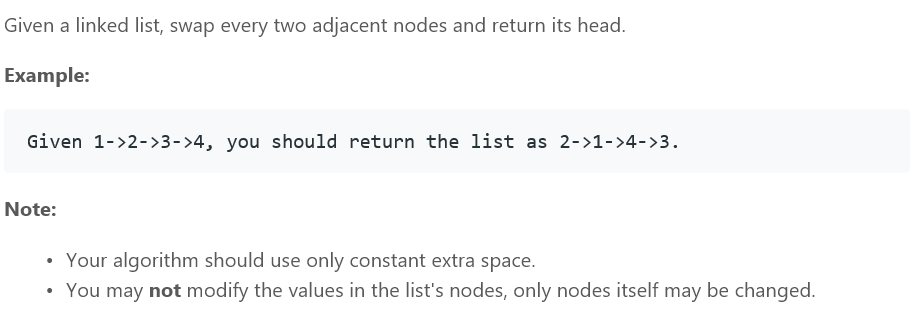 Given a linked list, swap every two adjacent nodes and return its head.
Example:
Given 1->2->3->4, you should return the list as 2->1->4->3.
Note:
• Your algorithm should use only constant extra space.
• You may not modify the values in the list's nodes, only nodes itself may be changed.